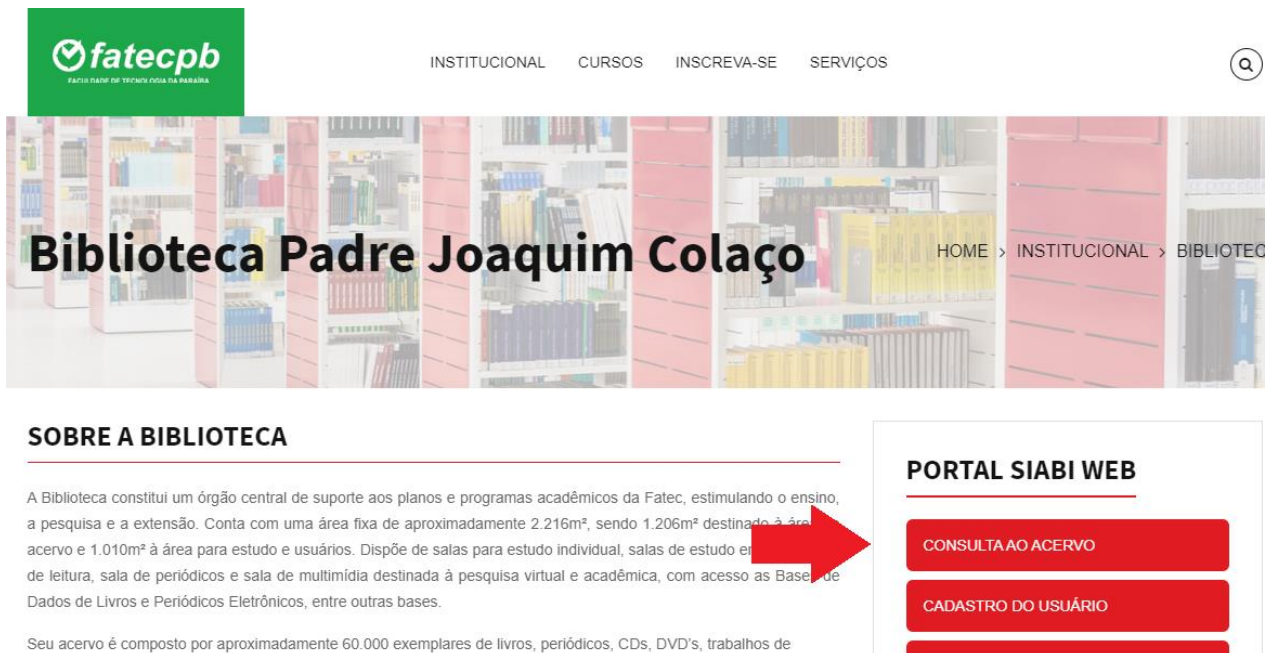 fatecpb
FACULDADE DE TECNOLOGIA DA PARAÍBA
INSTITUCIONAL CURSOS INSCREVA-SE SERVIÇOS
Biblioteca Padre Joaquim Colaço
HOME > INSTITUCIONAL > BIBLIOTEC
SOBRE A BIBLIOTECA
A Biblioteca constitui um órgão central de suporte aos planos e programas acadêmicos da Fatec, estimulando o ensino,
a pesquisa e a extensão. Conta com uma área fixa de aproximadamente 2.216m², sendo 1.206m² destinado à
acervo e 1.010m² à área para estudo e usuários. Dispõe de salas para estudo individual, salas de estudo
de leitura, sala de periódicos e sala de multimídia destinada à pesquisa virtual e acadêmica, com acesso as Bases de
Dados de Livros e Periódicos Eletrônicos, entre outras bases.
Seu acervo é composto por aproximadamente 60.000 exemplares de livros, periódicos, CDs, DVD's, trabalhos de
PORTAL SIABI WEB
CONSULTA AO ACERVO
CADASTRO DO USUÁRIO